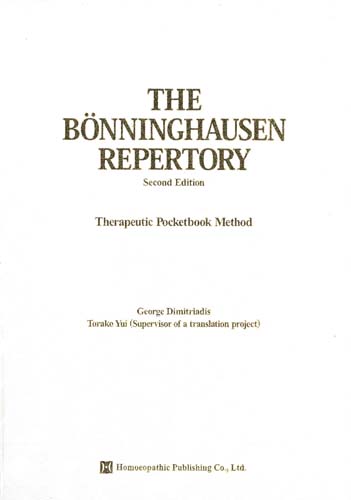 THE
BÖNNINGHAUSEN
REPERTORY
Second Edition
Therapeutic Pocketbook Method
George Dimitriadis
Torako Yui (Supervisor of a translation project)
H Homœopathic Publishing Co., Ltd.